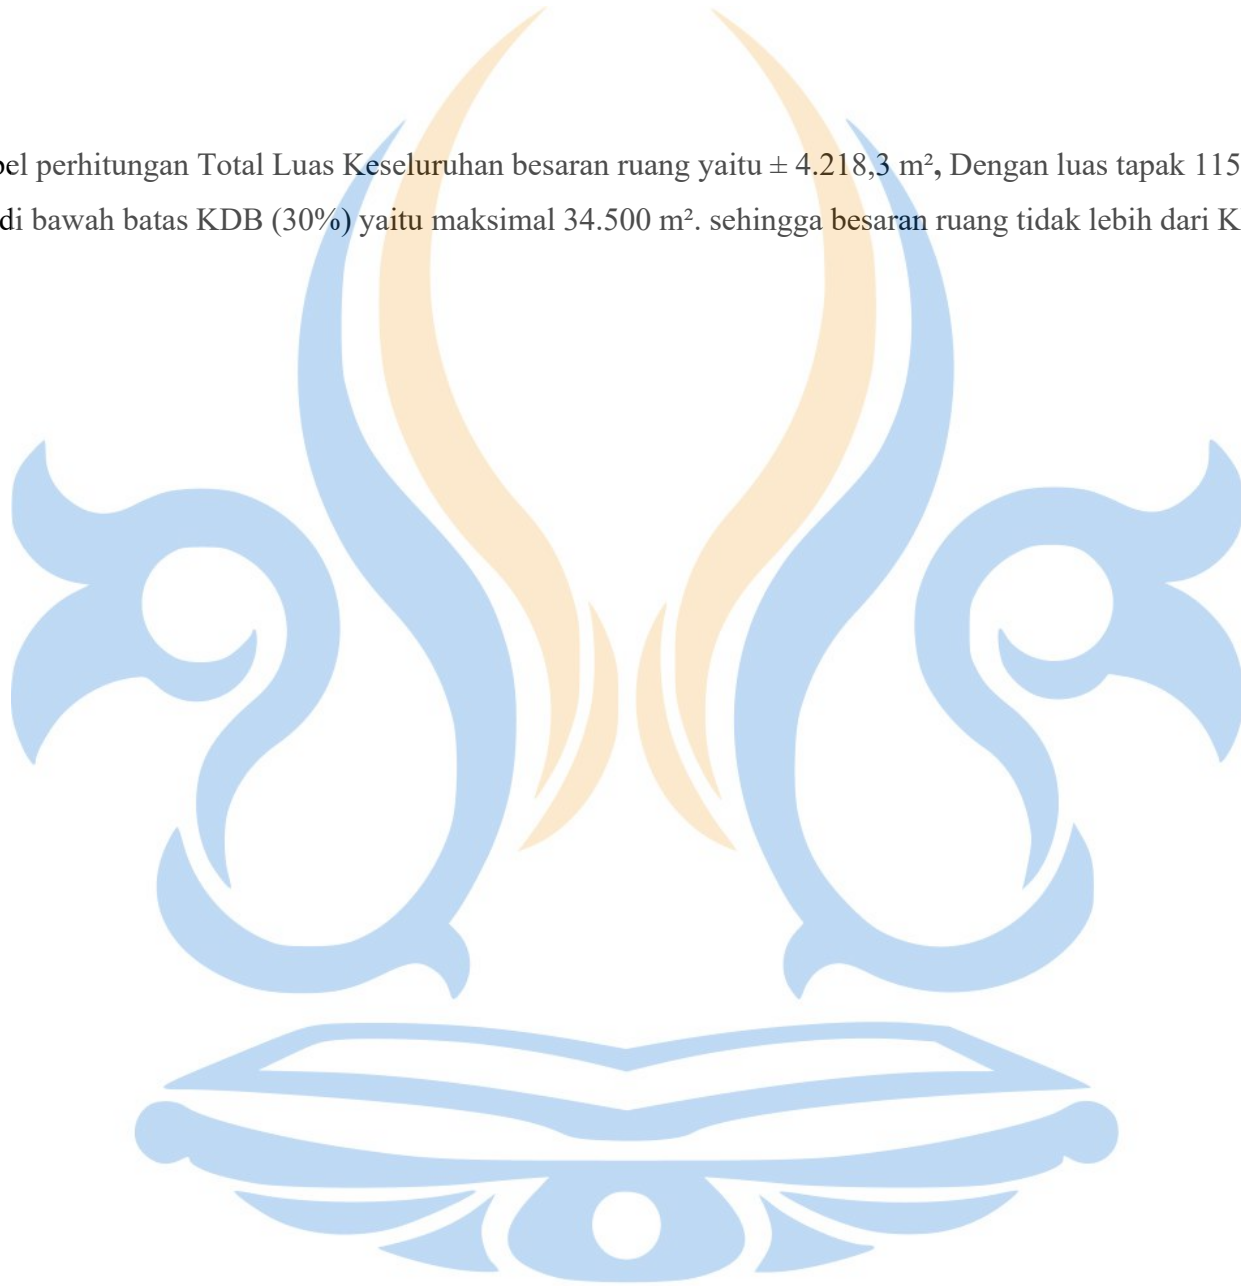 bel perhitungan Total Luas Keseluruhan besaran ruang yaitu ± 4.218,3 m², Dengan luas tapak 115
di bawah batas KDB (30%) yaitu maksimal 34.500 m². sehingga besaran ruang tidak lebih dari K